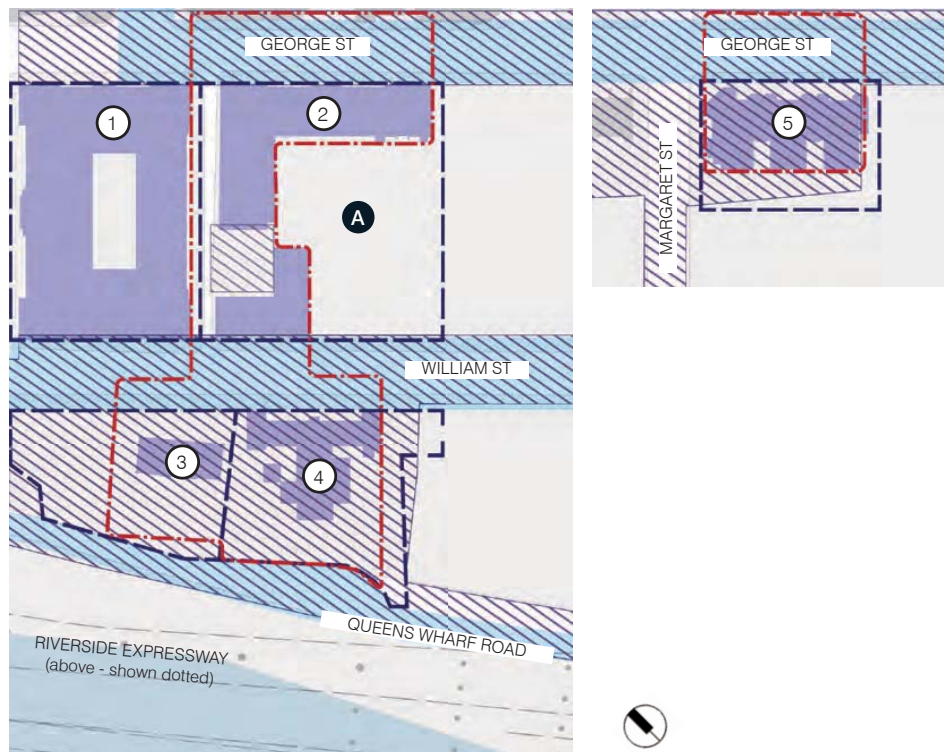 GEORGE ST
1
2
A
WILLIAM ST
3
4
QUEENS WHARF ROAD
RIVERSIDE EXPRESSWAY
(above - shown dotted)
GEORGE ST
5
MARGARET ST